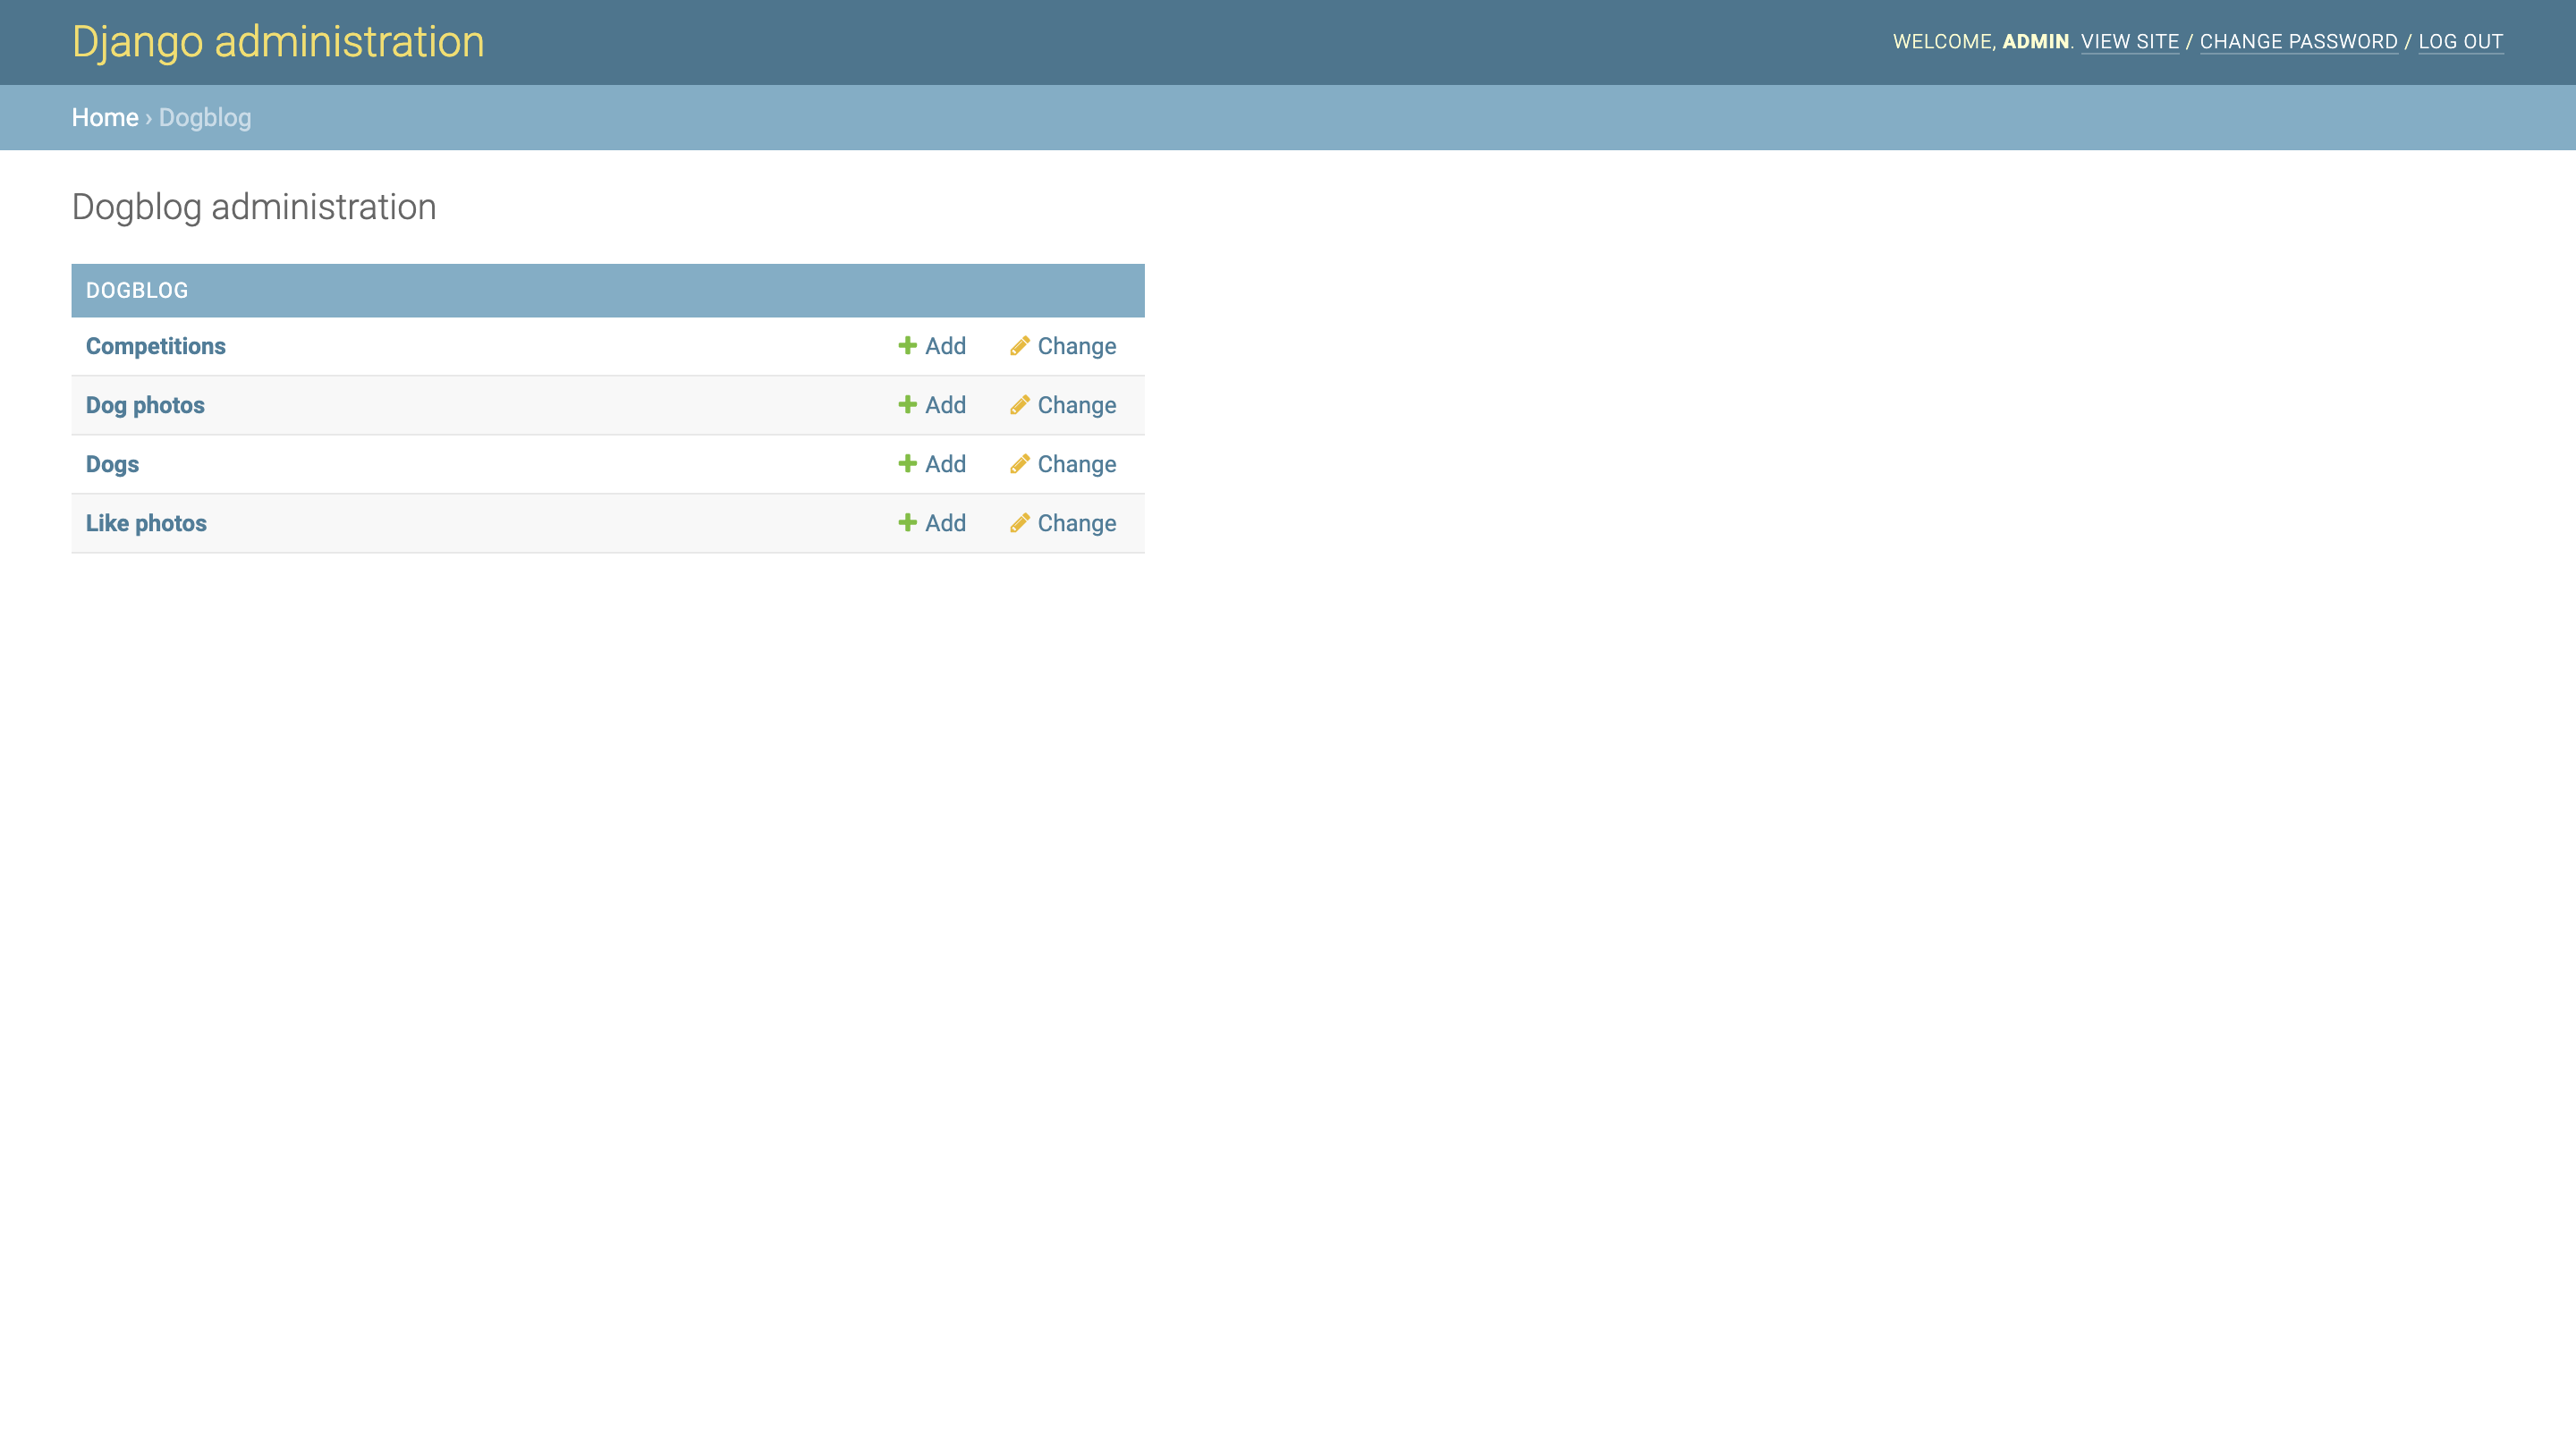 Django administration
WELCOME, ADMIN. VIEW SITE / CHANGE PASSWORD / LOG OUT
Home › Dogblog
Dogblog administration
DOGBLOG
Competitions Add Change
Dog photos Add Change
Dogs Add Change
Like photos Add Change